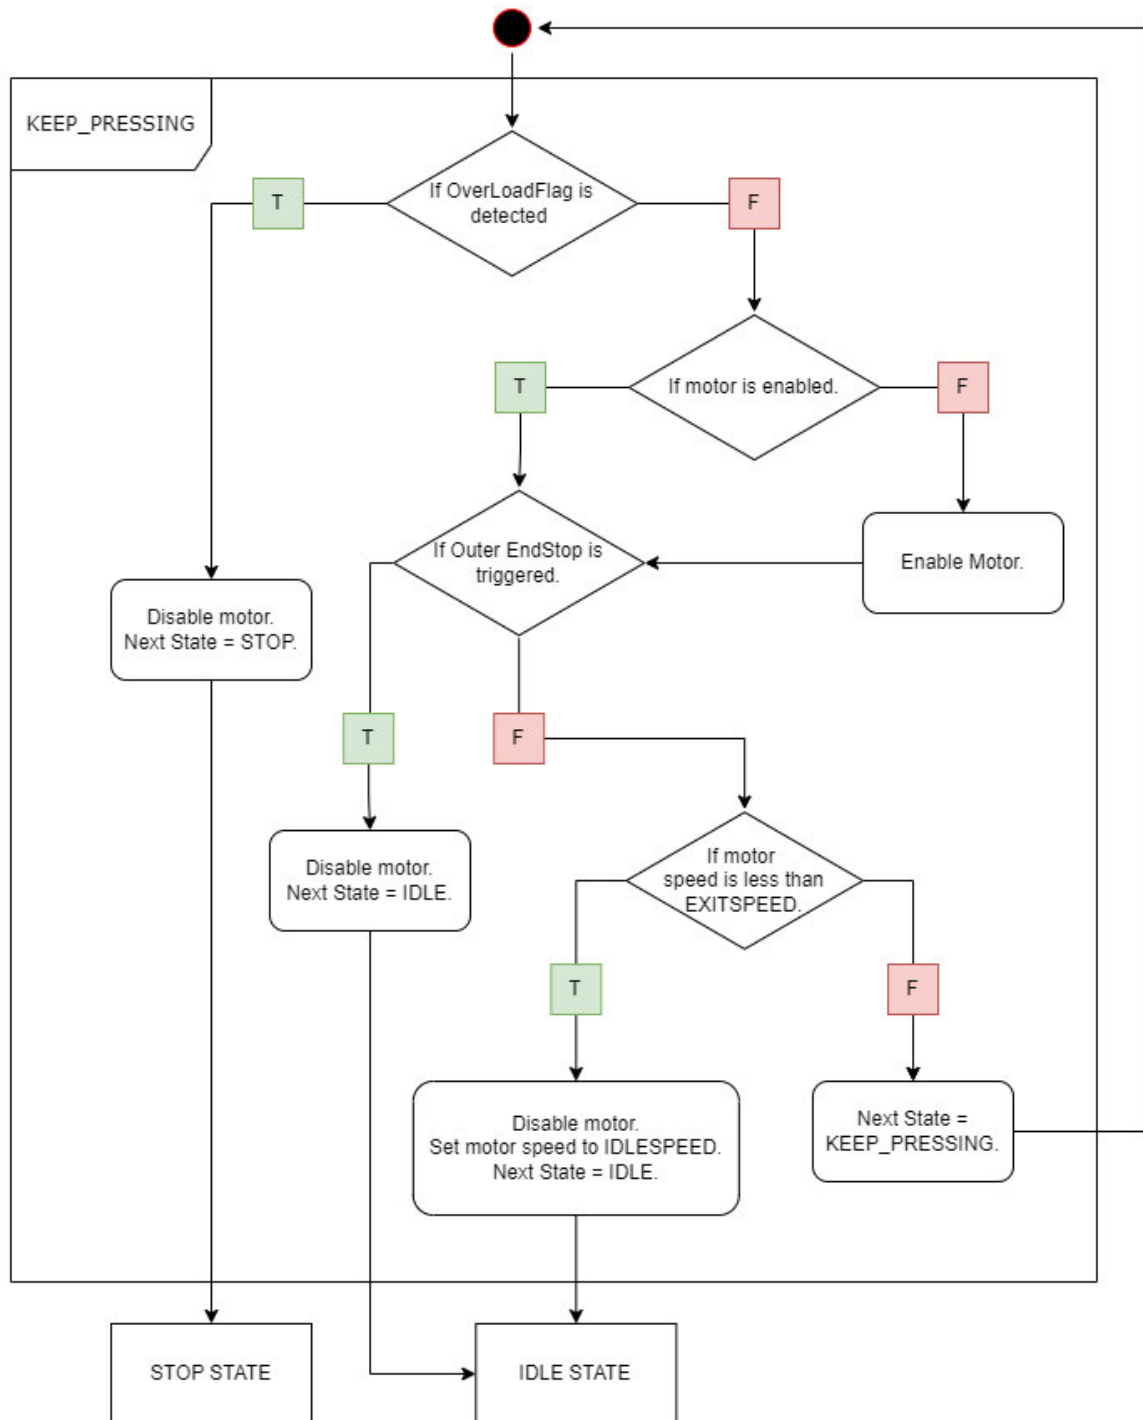 KEEP_PRESSING
If OverLoadFlag is
detected
T
F
If motor is enabled.
T
F
If Outer EndStop is
triggered.
Enable Motor.
Disable motor.
Next State = STOP.
T
F
Disable motor.
Next State = IDLE.
If motor
speed is less than
EXITSPEED.
T
F
Disable motor.
Set motor speed to IDLESPEED.
Next State = IDLE.
Next State =
KEEP_PRESSING.
STOP STATE
IDLE STATE